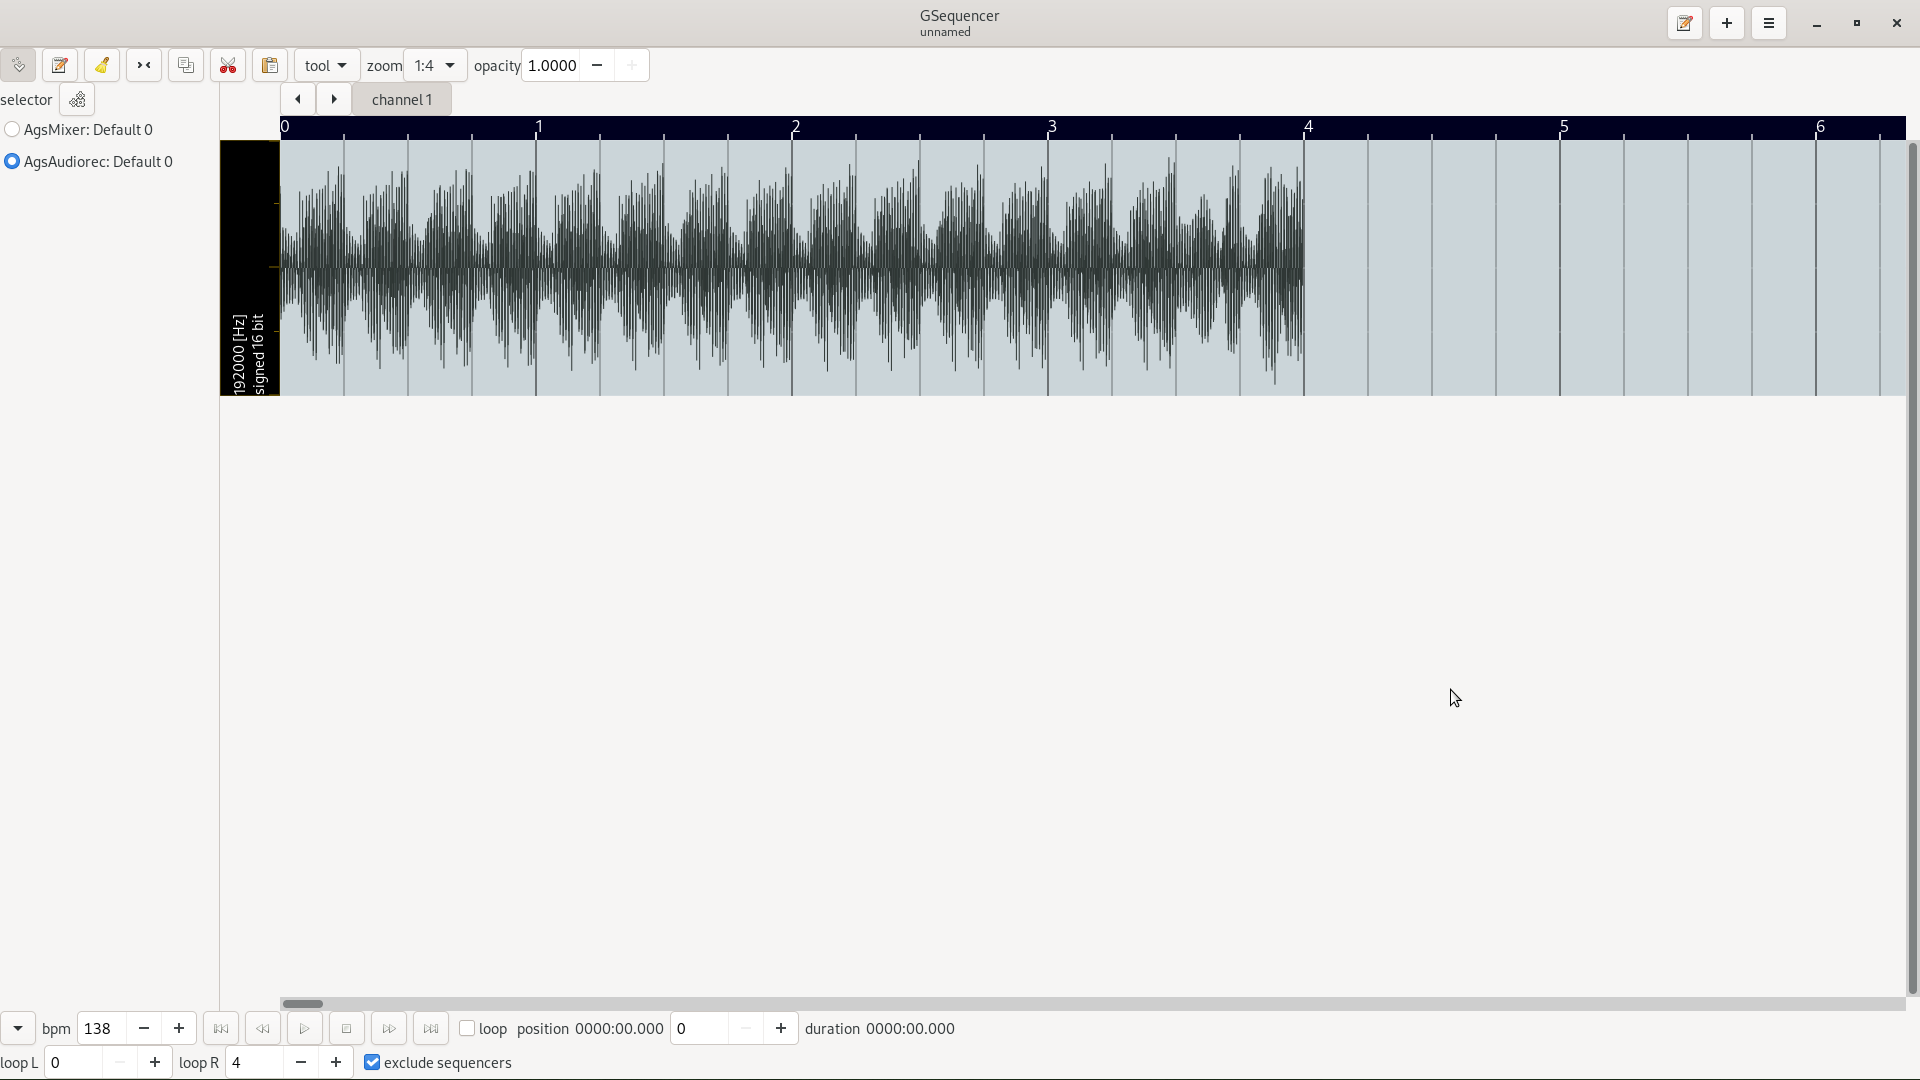 GSequencer
unnamed
tool zoom 1:4 opacity 1.0000
selector channel 1
0 1 2 3 4 5 6
AgsMixer: Default 0
AgsAudiorec: Default 0
192000 [Hz]
signed 16 bit
bpm 138 loop position 0000:00.000 0 duration 0000:00.000
loop L 0 loop R 4 exclude sequencers